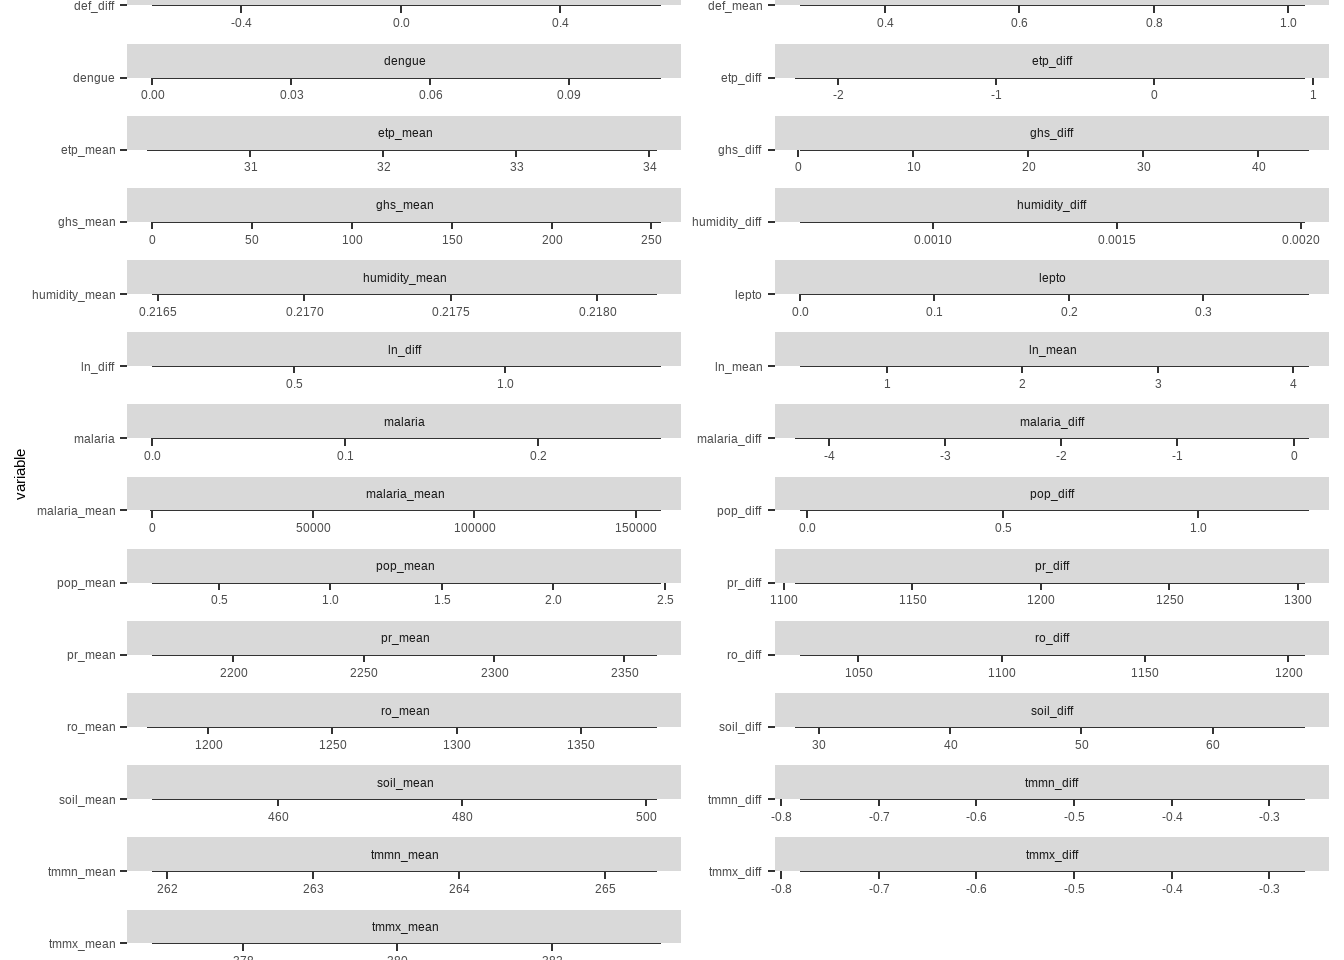 def_diff
-0.4 0.0 0.4
def_mean
0.4 0.6 0.8 1.0
dengue
dengue
0.00 0.03 0.06 0.09
etp_diff
etp_diff
-2 -1 0 1
etp_mean
etp_mean
31 32 33 34
ghs_diff
ghs_diff
0 10 20 30 40
ghs_mean
ghs_mean
0 50 100 150 200 250
humidity_diff
humidity_diff
0.0010 0.0015 0.0020
humidity_mean
humidity_mean
0.2165 0.2170 0.2175 0.2180
lepto
lepto
0.0 0.1 0.2 0.3
ln_diff
ln_diff
0.5 1.0
ln_mean
ln_mean
1 2 3 4
malaria
malaria
0.0 0.1 0.2
malaria_diff
malaria_diff
-4 -3 -2 -1 0
variable
malaria_mean
malaria_mean
0 50000 100000 150000
pop_diff
pop_diff
0.0 0.5 1.0
pop_mean
pop_mean
0.5 1.0 1.5 2.0 2.5
pr_diff
pr_diff
1100 1150 1200 1250 1300
pr_mean
pr_mean
2200 2250 2300 2350
ro_diff
ro_diff
1050 1100 1150 1200
ro_mean
ro_mean
1200 1250 1300 1350
soil_diff
soil_diff
30 40 50 60
soil_mean
soil_mean
460 480 500
tmmn_diff
tmmn_diff
-0.8 -0.7 -0.6 -0.5 -0.4 -0.3
tmmn_mean
tmmn_mean
262 263 264 265
tmmx_diff
tmmx_diff
-0.8 -0.7 -0.6 -0.5 -0.4 -0.3
tmmx_mean
tmmx_mean